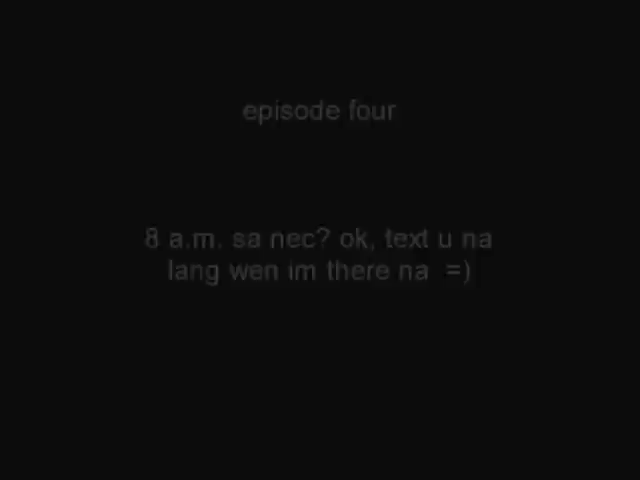 episode four
8 a.m. sa nec? ok, text u na
lang wen im there na  =)